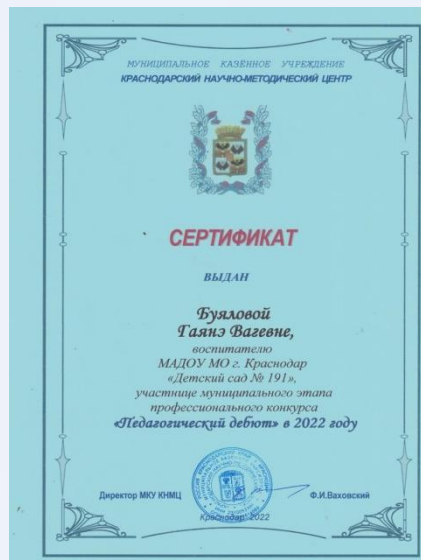 МУНИЦИПАЛЬНОЕ КАЗЁННОЕ УЧРЕЖДЕНИЕ
КРАСНОДАРСКИЙ НАУЧНО-МЕТОДИЧЕСКИЙ ЦЕНТР
СЕРТИФИКАТ
ВЫДАН
Буяловой
Гаянэ Вагевне,
воспитателю
МАДОУ МО г. Краснодар
«Детский сад № 191»,
участнице муниципального этапа
профессионального конкурса
«Педагогический дебют» в 2022 году
Директор МКУ КНМЦ
Ф.И.Ваховский
Краснодар 2022